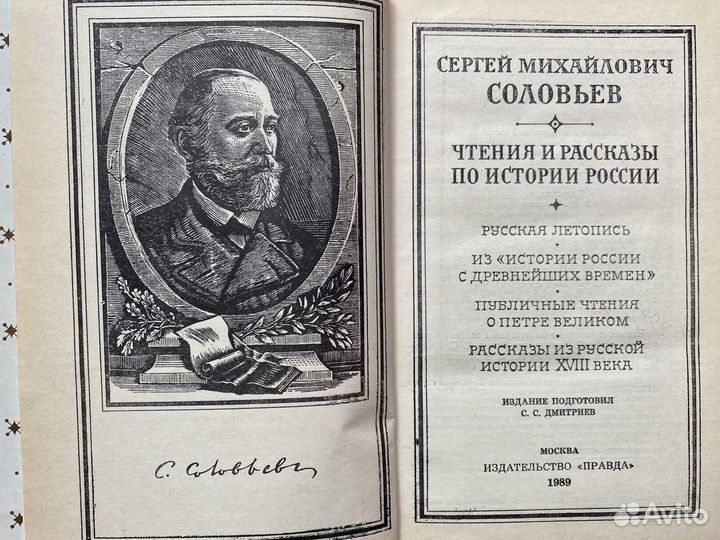 С. Соловьев
СЕРГЕЙ МИХАЙЛОВИЧ
СОЛОВЬЕВ
ЧТЕНИЯ И РАССКАЗЫ
ПО ИСТОРИИ РОССИИ
РУССКАЯ ЛЕТОПИСЬ
ИЗ «ИСТОРИИ РОССИИ
С ДРЕВНЕЙШИХ ВРЕМЕН»
ПУБЛИЧНЫЕ ЧТЕНИЯ
О ПЕТРЕ ВЕЛИКОМ
РАССКАЗЫ ИЗ РУССКОЙ
ИСТОРИИ XVIII ВЕКА
ИЗДАНИЕ ПОДГОТОВИЛ
С. С. ДМИТРИЕВ
МОСКВА
ИЗДАТЕЛЬСТВО «ПРАВДА»
1989
Avito